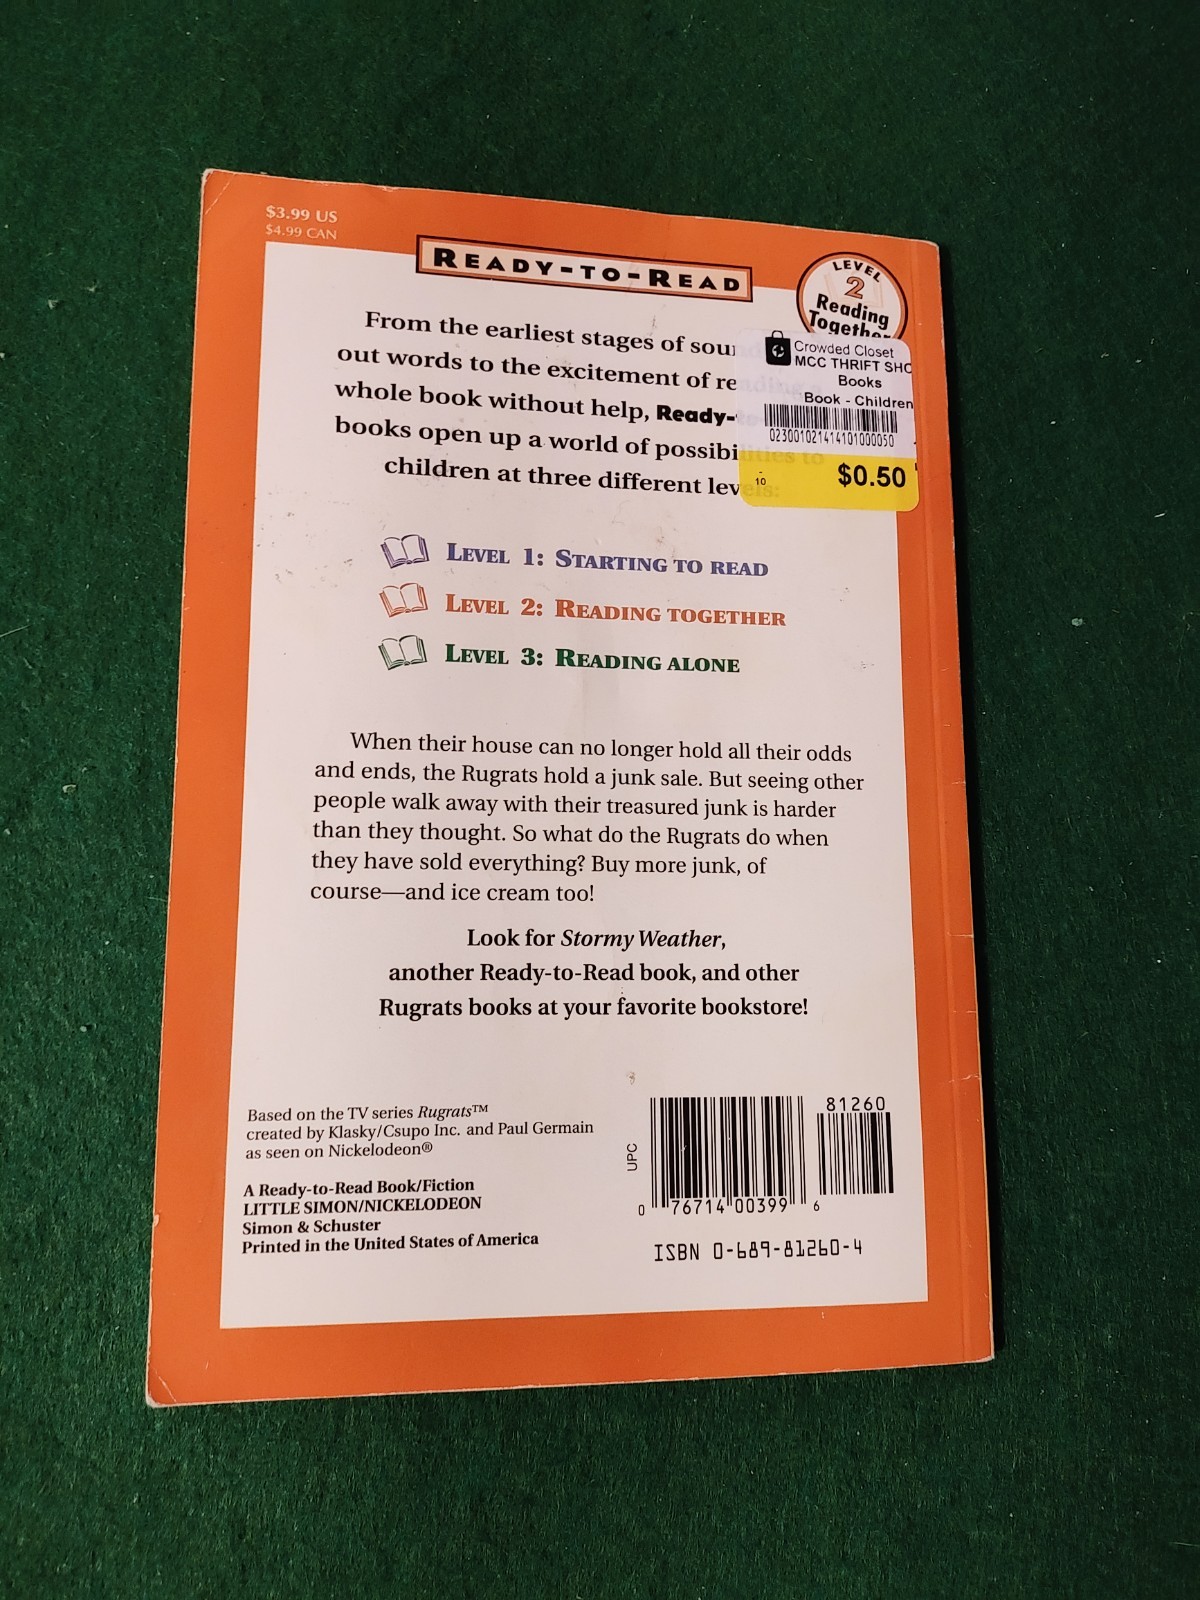 $3.99 US
$4.99 CAN
READY-TO-READ
LEVEL
2
Reading
Together
From the earliest stages of sounding
out words to the excitement of reading a
whole book without help, Ready-to-
books open up a world of possibilities to
children at three different levels:
Crowded Closet
MCC THRIFT SHO
Books
Book - Children
02300102141410100050
-
10
$0.50
LEVEL 1: STARTING TO READ
LEVEL 2: READING TOGETHER
LEVEL 3: READING ALONE
When their house can no longer hold all their odds
and ends, the Rugrats hold a junk sale. But seeing other
people walk away with their treasured junk is harder
than they thought. So what do the Rugrats do when
they have sold everything? Buy more junk, of
course—and ice cream too!
Look for Stormy Weather,
another Ready-to-Read book, and other
Rugrats books at your favorite bookstore!
Based on the TV series Rugrats™
created by Klasky/Csupo Inc. and Paul Germain
as seen on Nickelodeon®
A Ready-to-Read Book/Fiction
LITTLE SIMON/NICKELODEON
Simon & Schuster
Printed in the United States of America
UPC
81260
0 76714 00399 6
ISBN 0-689-81260-4